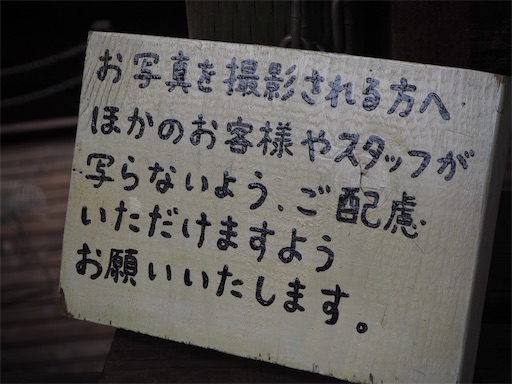 お写真を撮影される方へ
ほかのお客様やスタッフが
写らないよう、ご配慮
いただけますよう
お願いいたします。